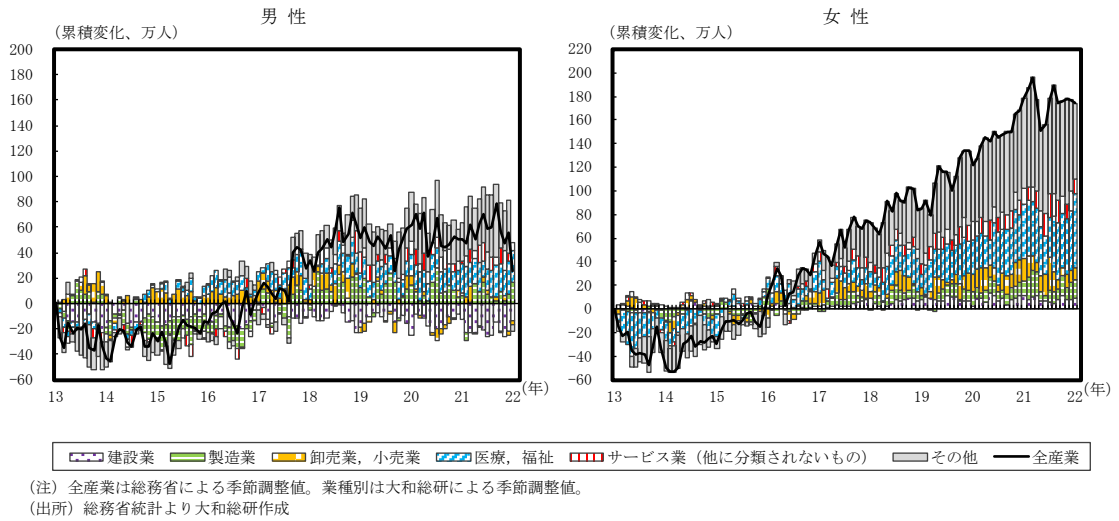 男 性
（累積変化、万人）
200
180
160
140
120
100
80
60
40
20
0
−20
−40
−60
13 14 15 16 17 18 19 20 21 22
（年）
女 性
（累積変化、万人）
220
200
180
160
140
120
100
80
60
40
20
0
−20
−40
−60
13 14 15 16 17 18 19 20 21 22
（年）
建設業 製造業 卸売業，小売業 医療，福祉 サービス業（他に分類されないもの） その他 全産業
（注）全産業は総務省による季節調整値。業種別は大和総研による季節調整値。
（出所）総務省統計より大和総研作成